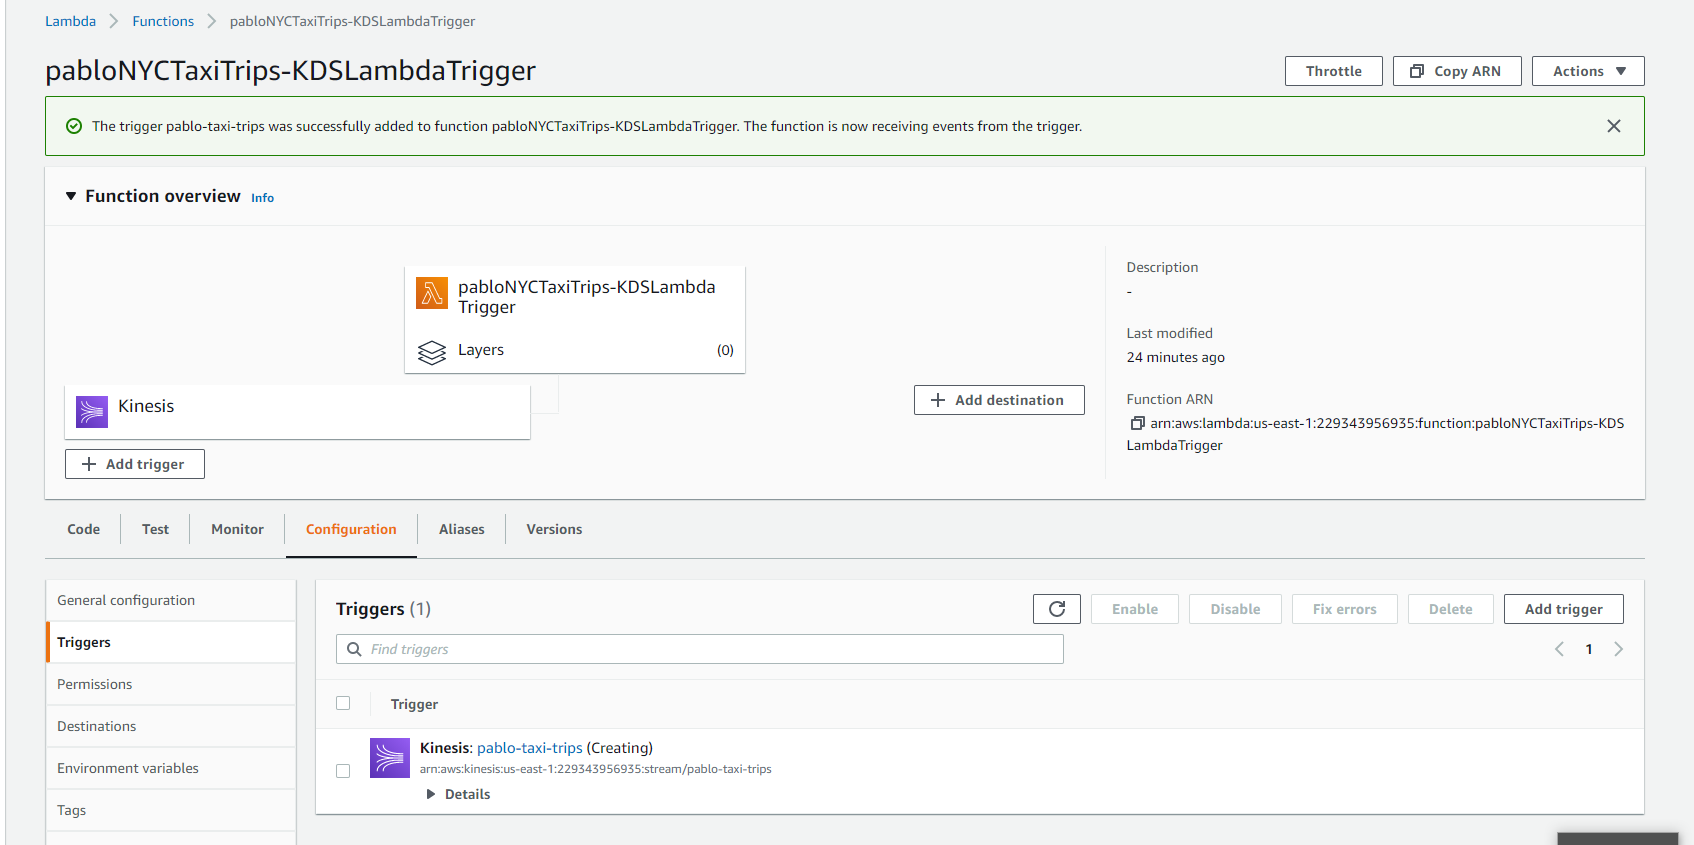 Lambda Functions pabloNYCTaxiTrips-KDSLambdaTrigger
pabloNYCTaxiTrips-KDSLambdaTrigger
Throttle Copy ARN Actions
The trigger pablo-taxi-trips was successfully added to function pabloNYCTaxiTrips-KDSLambdaTrigger. The function is now receiving events from the trigger.
Function overview Info
pabloNYCTaxiTrips-KDSLambda
Trigger
Layers (0)
Kinesis
Add trigger
Add destination
Description
-
Last modified
24 minutes ago
Function ARN
arn:aws:lambda:us-east-1:229343956935:function:pabloNYCTaxiTrips-KDS
LambdaTrigger
Code Test Monitor Configuration Aliases Versions
General configuration
Triggers
Permissions
Destinations
Environment variables
Tags
Triggers (1)
Enable Disable Fix errors Delete Add trigger
Find triggers
1
Trigger
Kinesis: pablo-taxi-trips (Creating)
arn:aws:kinesis:us-east-1:229343956935:stream/pablo-taxi-trips
Details